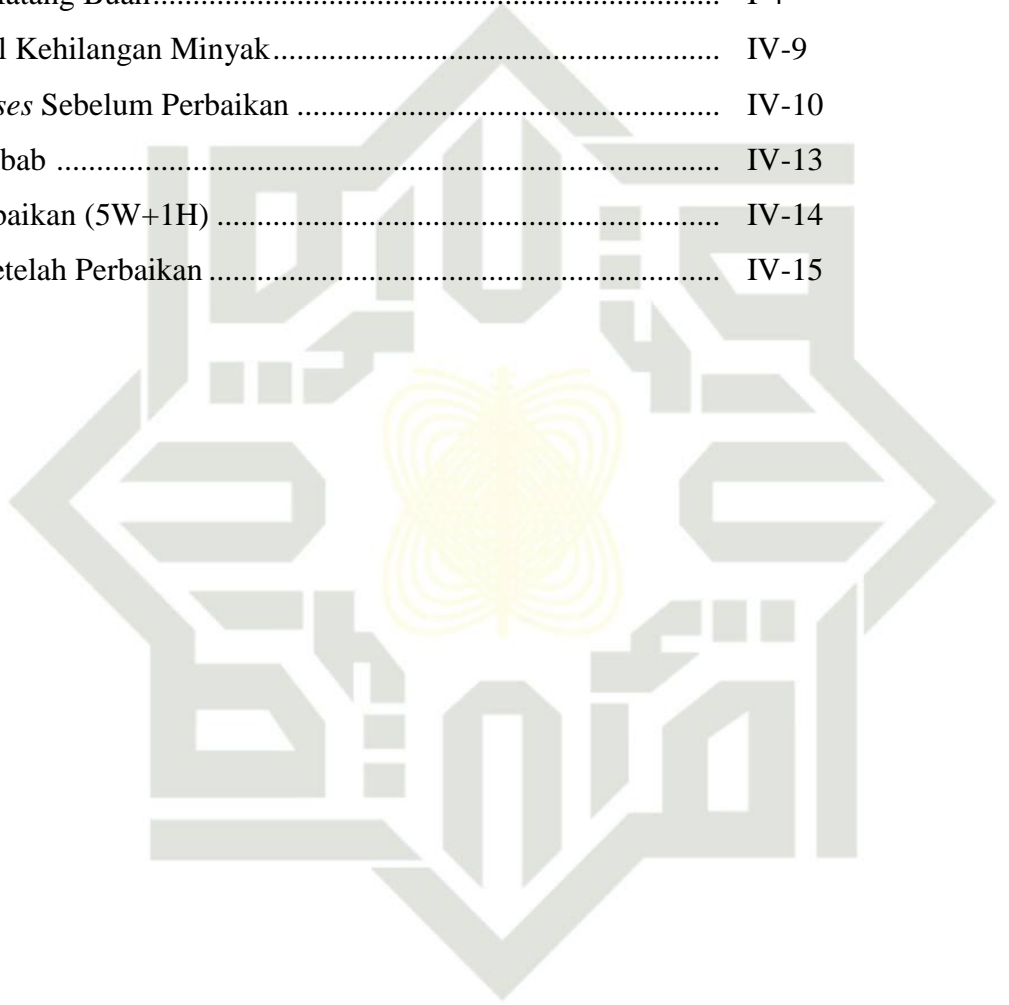 Buah........................................................................ I-4
l Kehilangan Minyak........................................................ IV-9
ses Sebelum Perbaikan ..................................................... IV-10
bab ................................................................................... IV-13
baikan (5W+1H) ............................................................... IV-14
etelah Perbaikan ................................................................ IV-15